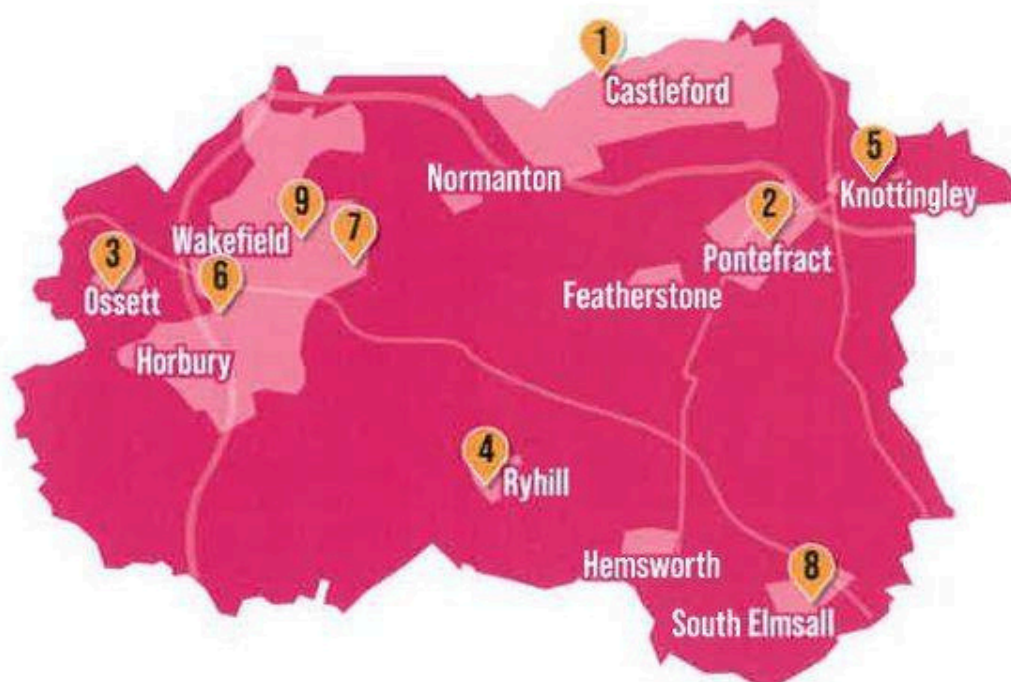 1
Castleford
5
Normanton
Knottingley
2
9
7
Wakefield
Pontefract
3
6
Ossett
Featherstone
Horbury
4
Ryhill
Hemsworth
8
South Elmsall